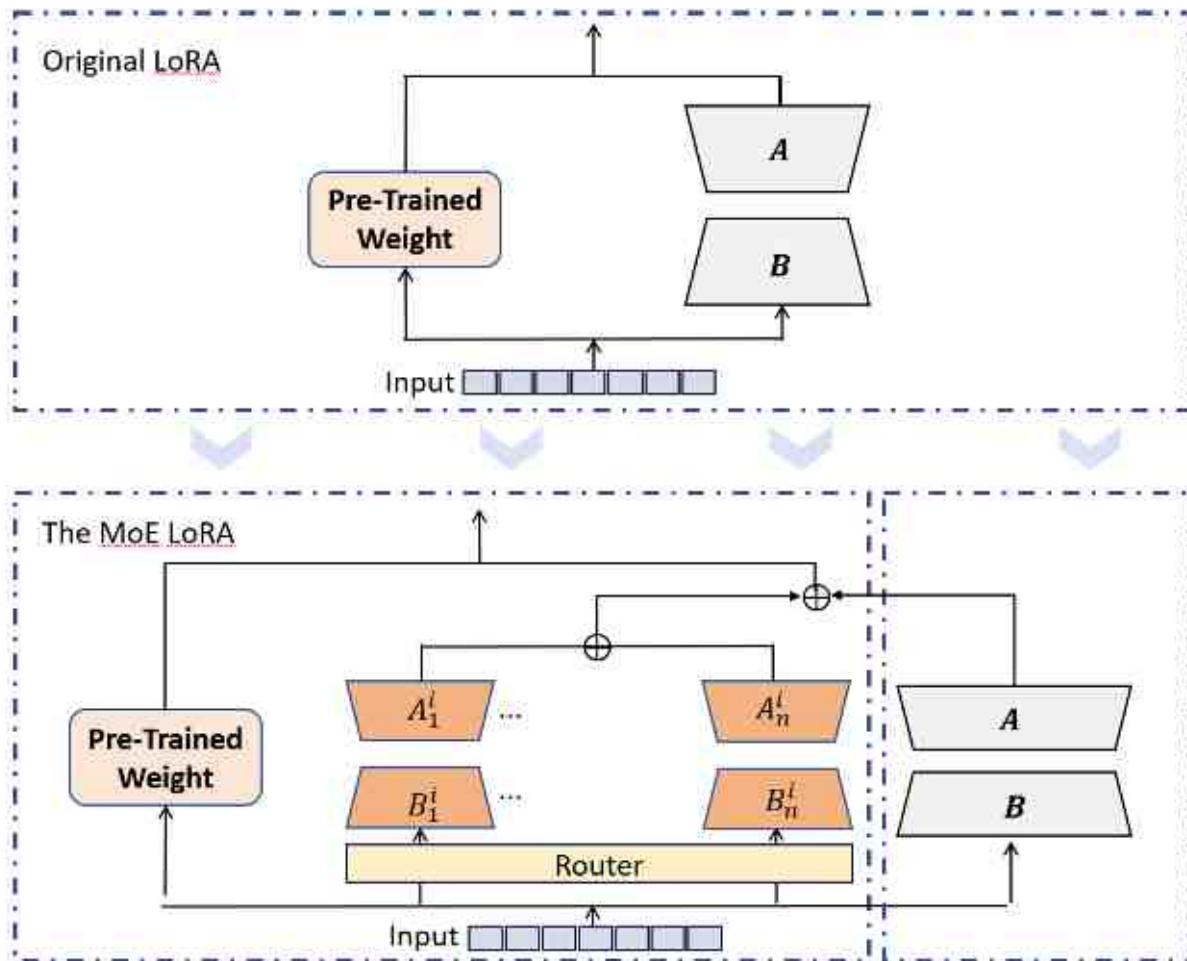 Original LoRA
A
Pre-Trained
Weight
B
Input
The MoE LoRA
A_1^i ...
A_n^i
A
Pre-Trained
Weight
B_1^i ...
B_n^i
B
Router
Input